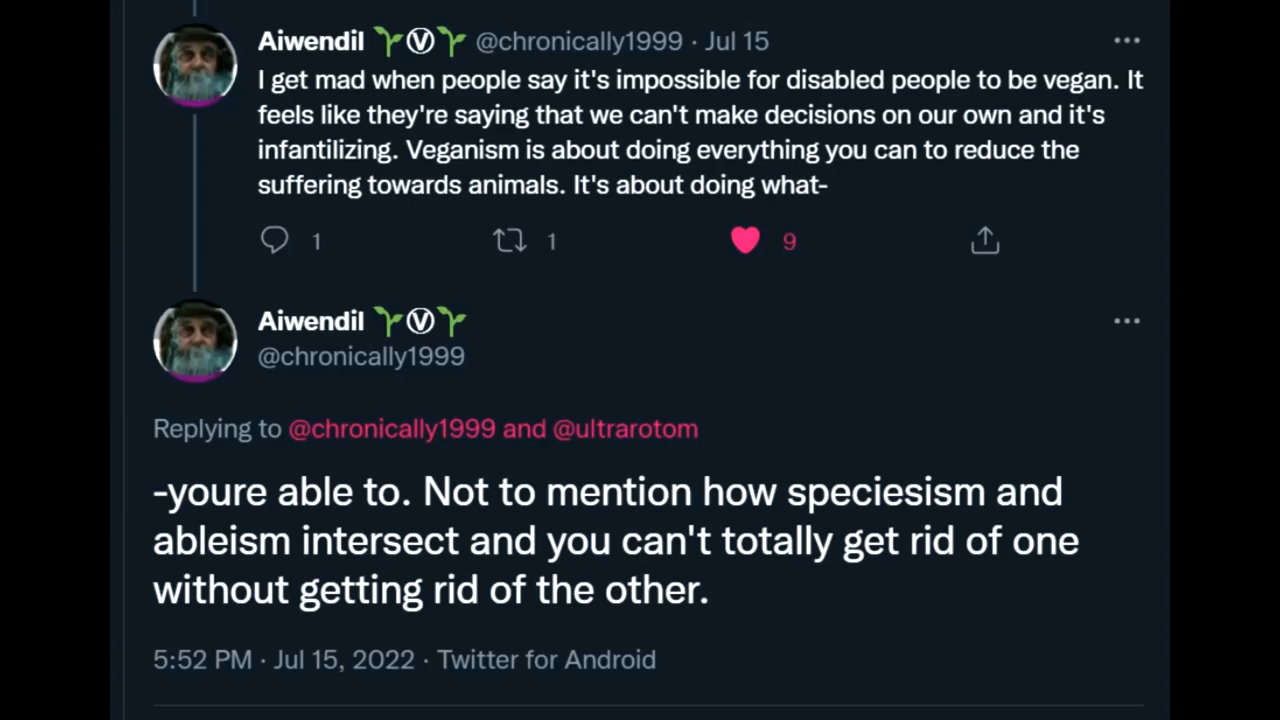 Aiwendil 🌱Ⓥ🌱 @chronically1999 · Jul 15
I get mad when people say it's impossible for disabled people to be vegan. It
feels like they're saying that we can't make decisions on our own and it's
infantilizing. Veganism is about doing everything you can to reduce the
suffering towards animals. It's about doing what-
1 1 9
Aiwendil 🌱Ⓥ🌱
@chronically1999
Replying to @chronically1999 and @ultrarotom
-youre able to. Not to mention how speciesism and
ableism intersect and you can't totally get rid of one
without getting rid of the other.
5:52 PM · Jul 15, 2022 · Twitter for Android